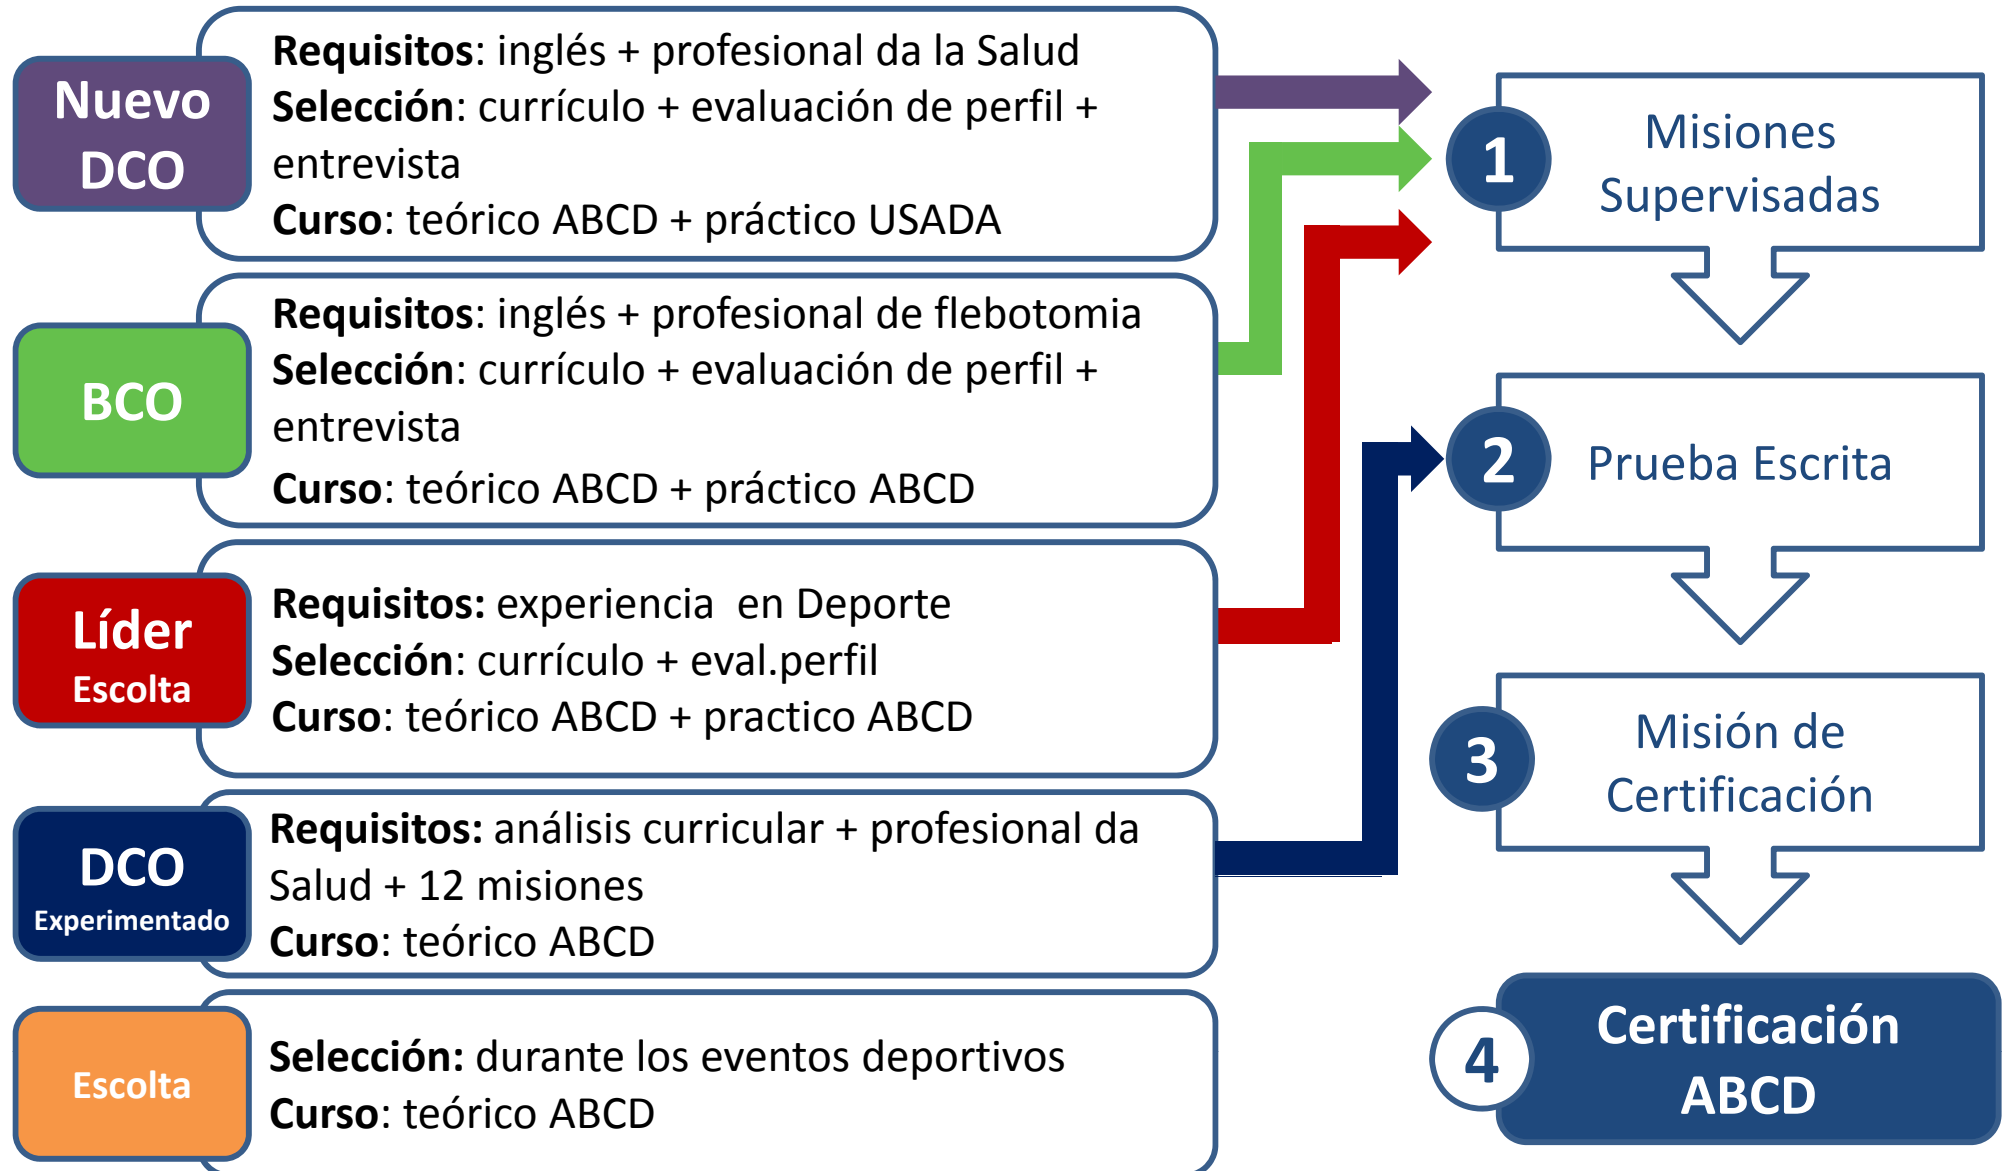 Nuevo
DCO
Requisitos: inglés + profesional da la Salud
Selección: currículo + evaluación de perfil +
entrevista
Curso: teórico ABCD + práctico USADA
BCO
Requisitos: inglés + profesional de flebotomia
Selección: currículo + evaluación de perfil +
entrevista
Curso: teórico ABCD + práctico ABCD
Líder
Escolta
Requisitos: experiencia en Deporte
Selección: currículo + eval.perfil
Curso: teórico ABCD + practico ABCD
DCO
Experimentado
Requisitos: análisis curricular + profesional da
Salud + 12 misiones
Curso: teórico ABCD
Escolta
Selección: durante los eventos deportivos
Curso: teórico ABCD
1
Misiones
Supervisadas
2
Prueba Escrita
3
Misión de
Certificación
4
Certificación
ABCD